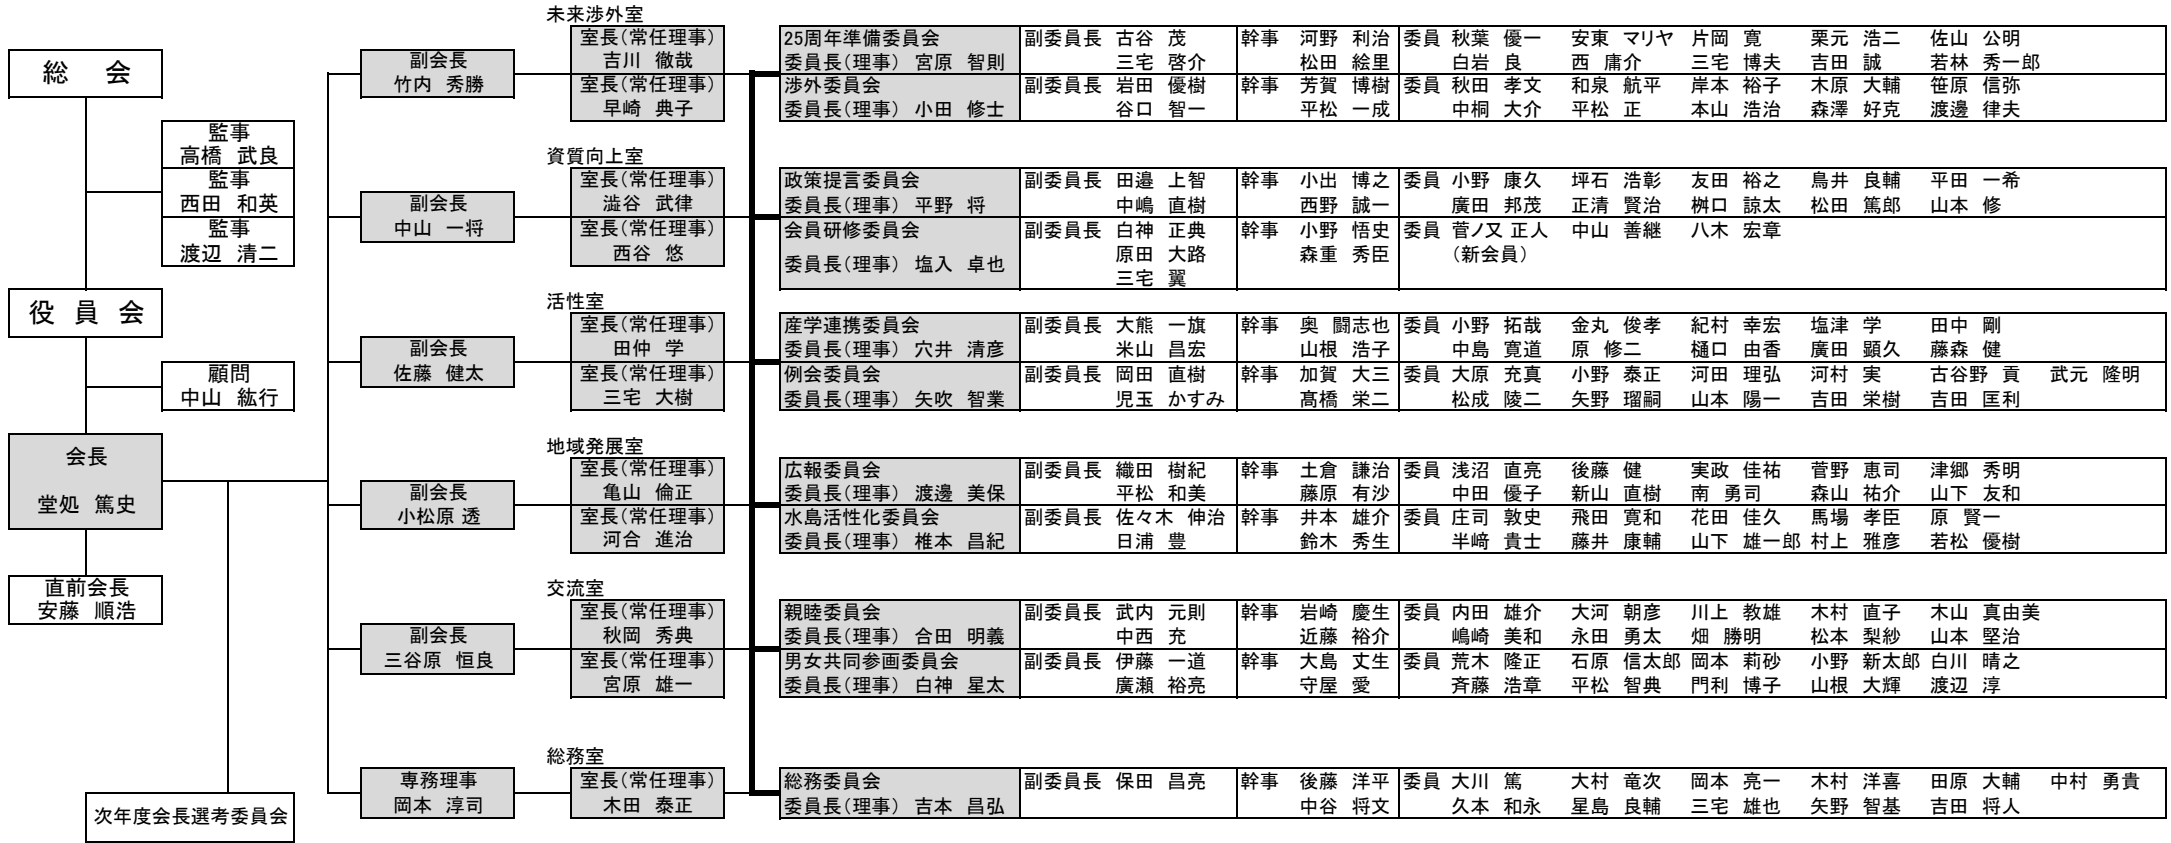 総　会
監事
高橋　武良
監事
西田　和英
監事
渡辺　清二
役　員　会
顧問
中山　紘行
会長
堂処　篤史
直前会長
安藤　順浩
次年度会長選考委員会
副会長
竹内　秀勝
未来渉外室
室長（常任理事）
吉川　徹哉
室長（常任理事）
早崎　典子
25周年準備委員会　副委員長　古谷　茂　幹事　河野　利治　委員　秋葉　優一　安東　マリヤ　片岡　寛　栗元　浩二　佐山　公明
委員長（理事）　宮原　智則　三宅　啓介　松田　絵里　白岩　良　西　庸介　三宅　博夫　吉田　誠　若林　秀一郎
渉外委員会　副委員長　岩田　優樹　幹事　芳賀　博樹　委員　秋田　孝文　和泉　航平　岸本　裕子　木原　大輔　笹原　信弥
委員長（理事）　小田　修士　谷口　智一　平松　一成　中桐　大介　平松　正　本山　浩治　森澤　好克　渡邊　律夫
副会長
中山　一将
資質向上室
室長（常任理事）
澁谷　武律
室長（常任理事）
西谷　悠
政策提言委員会　副委員長　田邉　上智　幹事　小出　博之　委員　小野　康久　坪石　浩彰　友田　裕之　鳥井　良輔　平田　一希
委員長（理事）　平野　将　中嶋　直樹　西野　誠一　廣田　邦茂　正清　賢治　桝口　諒太　松田　篤郎　山本　修
会員研修委員会　副委員長　白神　正典　幹事　小野　悟史　委員　菅ノ又　正人　中山　善継　八木　宏章
原田　大路　森重　秀臣　（新会員）
委員長（理事）　塩入　卓也
三宅　翼
副会長
佐藤　健太
活性室
室長（常任理事）
田仲　学
室長（常任理事）
三宅　大樹
産学連携委員会　副委員長　大熊　一旗　幹事　奥　闘志也　委員　小野　拓哉　金丸　俊孝　紀村　幸宏　塩津　学　田中　剛
委員長（理事）　穴井　清彦　米山　昌宏　山根　浩子　中島　寛道　原　修二　樋口　由香　廣田　顕久　藤森　健
例会委員会　副委員長　岡田　直樹　幹事　加賀　大三　委員　大原　充真　小野　泰正　河田　理弘　河村　実　古谷野　貢　武元　隆明
委員長（理事）　矢吹　智業　児玉　かすみ　髙橋　栄二　松成　陵二　矢野　瑠嗣　山本　陽一　吉田　栄樹　吉田　匡利
副会長
小松原　透
地域発展室
室長（常任理事）
亀山　倫正
室長（常任理事）
河合　進治
広報委員会　副委員長　織田　樹紀　幹事　土倉　謙治　委員　浅沼　直亮　後藤　健　実政　佳祐　菅野　恵司　津郷　秀明
委員長（理事）　渡邊　美保　平松　和美　藤原　有沙　中田　優子　新山　直樹　南　勇司　森山　祐介　山下　友和
水島活性化委員会　副委員長　佐々木　伸治　幹事　井本　雄介　委員　庄司　敦史　飛田　寛和　花田　佳久　馬場　孝臣　原　賢一
委員長（理事）　椎本　昌紀　日浦　豊　鈴木　秀生　半﨑　貴士　藤井　康輔　山下　雄一郎　村上　雅彦　若松　優樹
副会長
三谷原　恒良
交流室
室長（常任理事）
秋岡　秀典
室長（常任理事）
宮原　雄一
親睦委員会　副委員長　武内　元則　幹事　岩崎　慶生　委員　内田　雄介　大河　朝彦　川上　教雄　木村　直子　木山　真由美
委員長（理事）　合田　明義　中西　充　近藤　裕介　嶋崎　美和　永田　勇太　畑　勝明　松本　梨紗　山本　堅治
男女共同参画委員会　副委員長　伊藤　一道　幹事　大島　丈生　委員　荒木　隆正　石原　信太郎　岡本　莉砂　小野　新太郎　白川　晴之
委員長（理事）　白神　星太　廣瀬　裕亮　守屋　愛　斉藤　浩章　平松　智典　門利　博子　山根　大輝　渡辺　淳
専務理事
岡本　淳司
総務室
室長（常任理事）
木田　泰正
総務委員会　副委員長　保田　昌亮　幹事　後藤　洋平　委員　大川　篤　大村　竜次　岡本　亮一　木村　洋喜　田原　大輔　中村　勇貴
委員長（理事）　吉本　昌弘　中谷　将文　久本　和永　星島　良輔　三宅　雄也　矢野　智基　吉田　将人